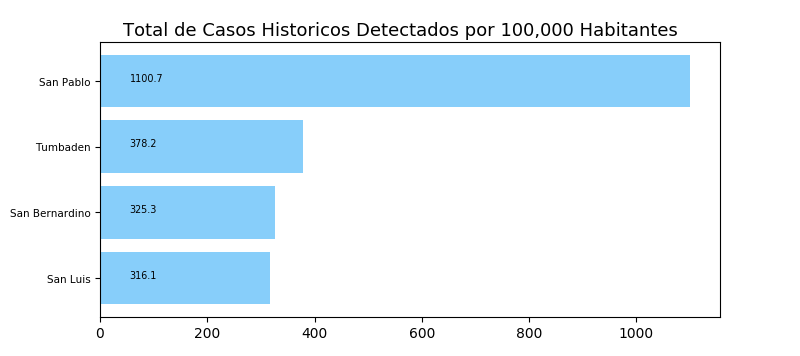 Total de Casos Historicos Detectados por 100,000 Habitantes
San Pablo 1100.7
Tumbaden 378.2
San Bernardino 325.3
San Luis 316.1
0 200 400 600 800 1000